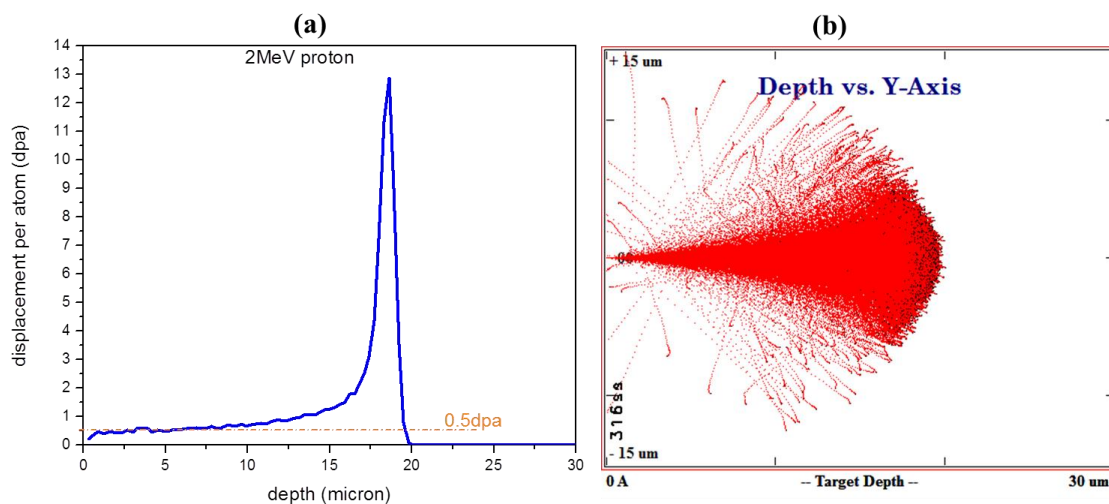 (a)
2MeV proton
displacement per atom (dpa)
14
13
12
11
10
9
8
7
6
5
4
3
2
1
0
0.5dpa
0 5 10 15 20 25 30
depth (micron)
(b)
+ 15 um
Depth vs. Y-Axis
316ss
- 15 um
0 A -- Target Depth -- 30 um